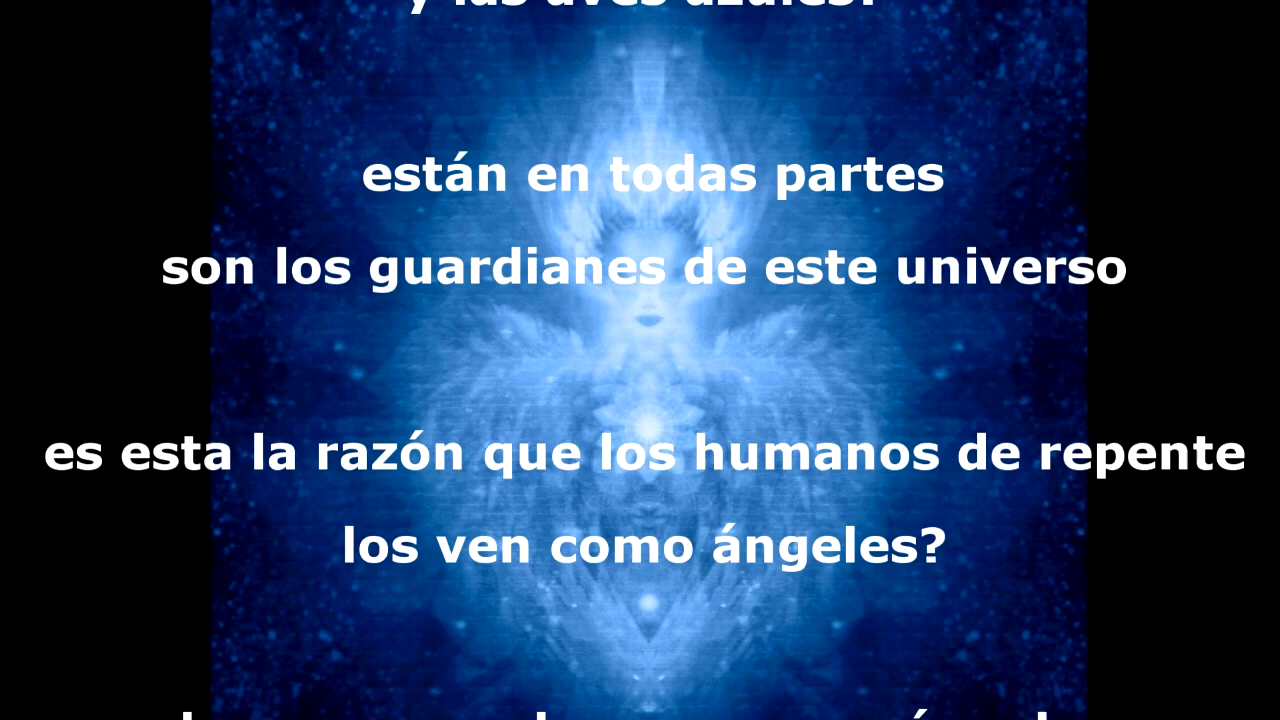 y las aves azules?
están en todas partes
son los guardianes de este universo
es esta la razón que los humanos de repente
los ven como ángeles?